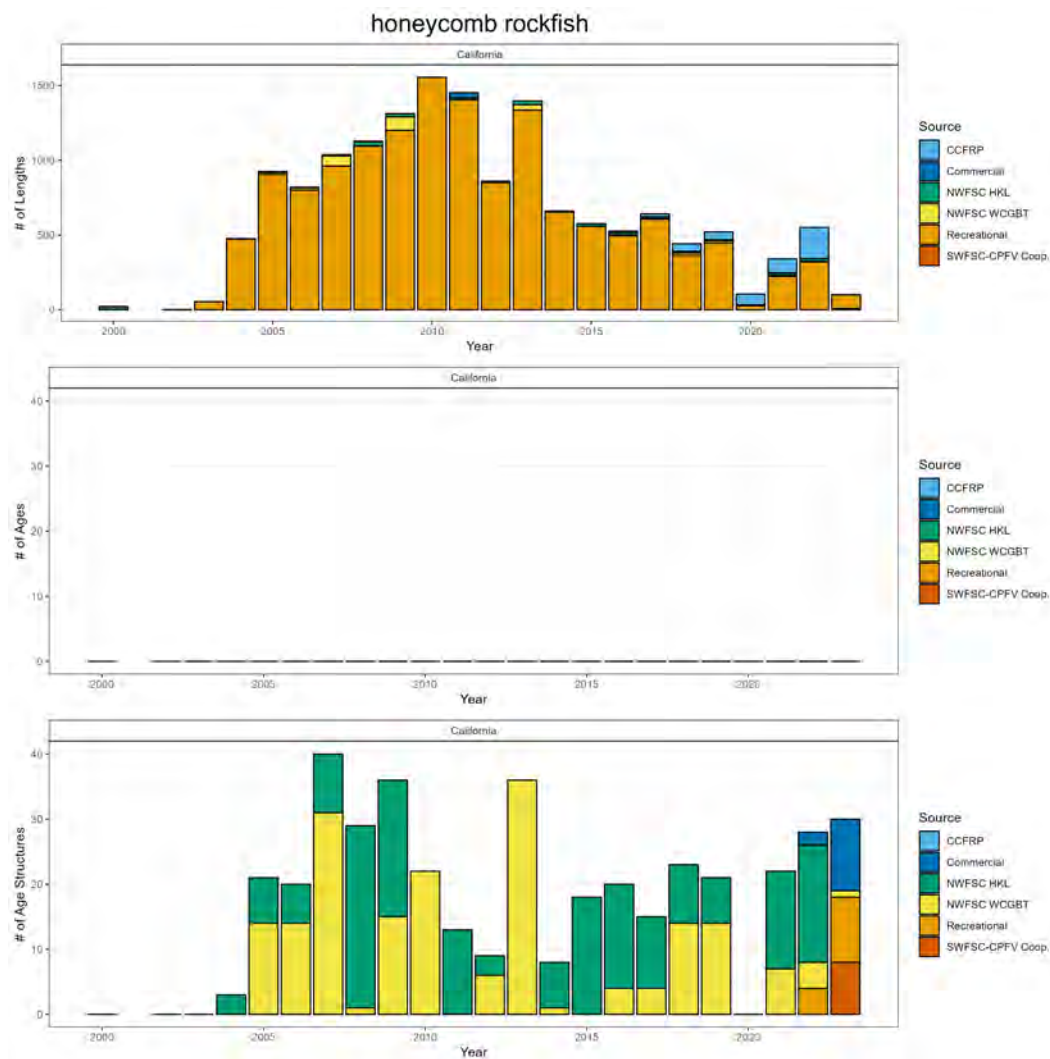 honeycomb rockfish
California
1500
1000
500
0
# of Lengths
2000 2005 2010 2015 2020
Year
Source
CCFRP
Commercial
NWFSC HKL
NWFSC WCGBT
Recreational
SWFSC-CPFV Coop.
California
40
30
20
10
0
# of Ages
2000 2005 2010 2015 2020
Year
Source
CCFRP
Commercial
NWFSC HKL
NWFSC WCGBT
Recreational
SWFSC-CPFV Coop.
California
40
30
20
10
0
# of Age Structures
2000 2005 2010 2015 2020
Year
Source
CCFRP
Commercial
NWFSC HKL
NWFSC WCGBT
Recreational
SWFSC-CPFV Coop.